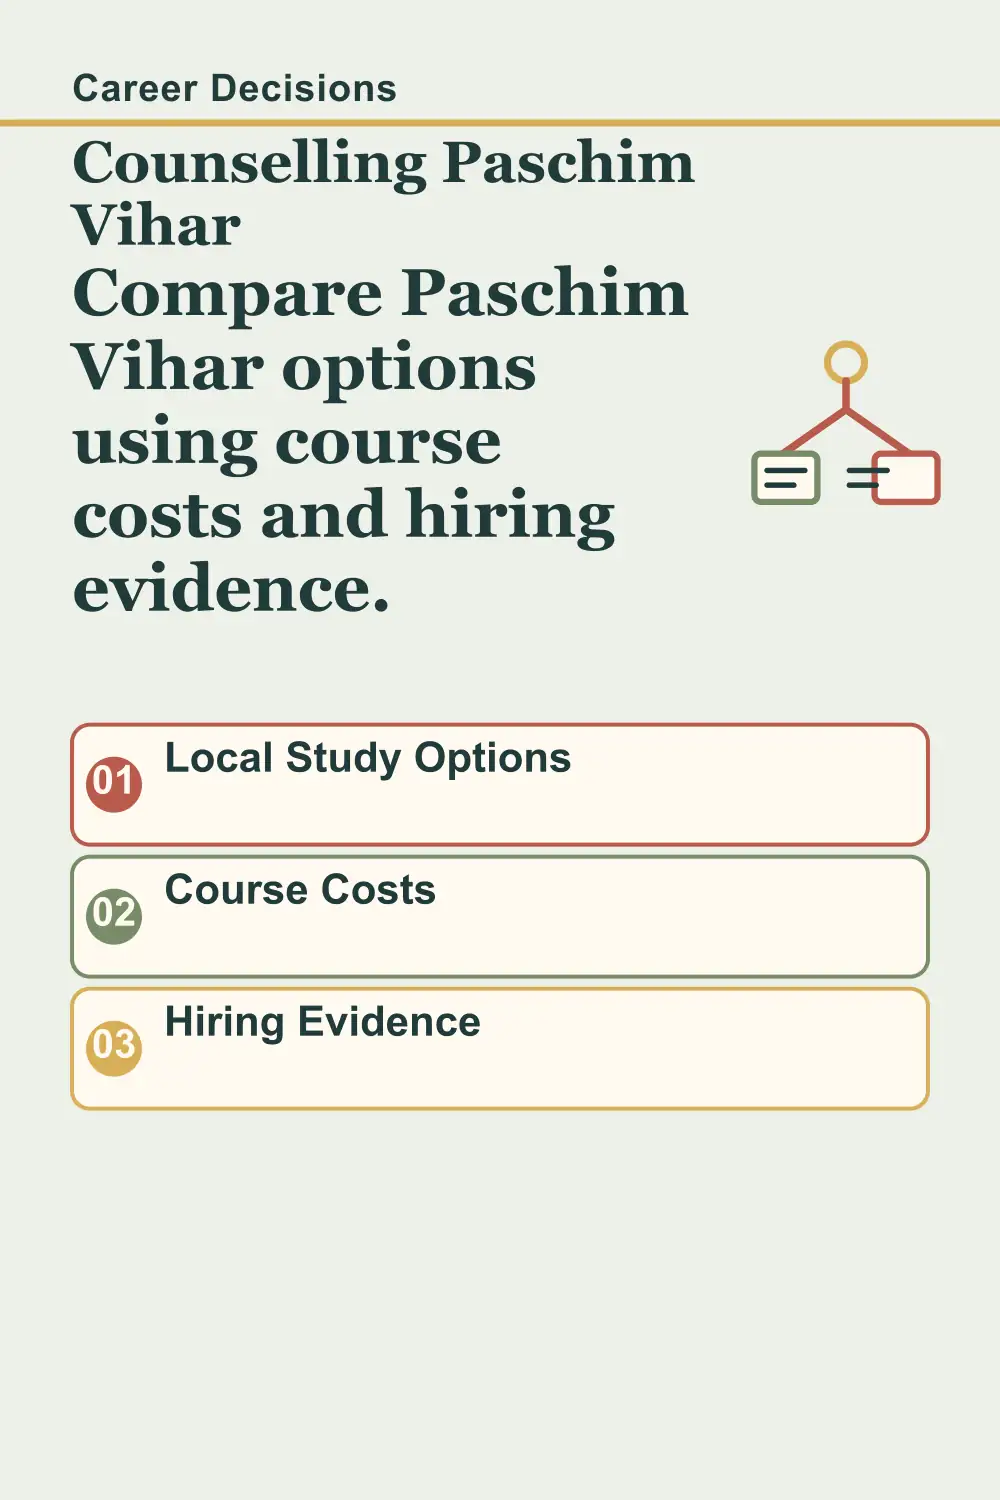 Career Decisions
Counselling Paschim
Vihar
Compare Paschim
Vihar options
using course
costs and hiring
evidence.
01 Local Study Options
02 Course Costs
03 Hiring Evidence